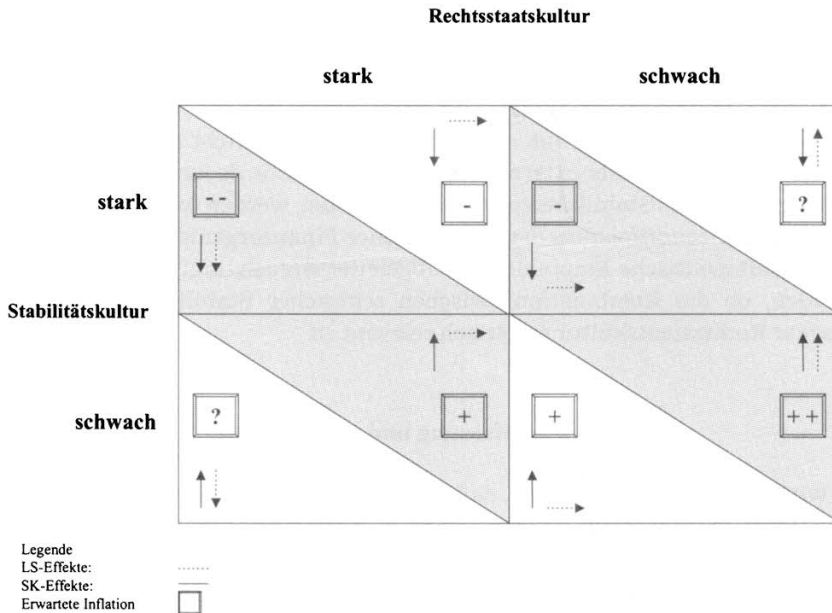 Rechtsstaatskultur
stark schwach
stark
-- - ?
Stabilitätskultur
schwach
? + + ++
Legende
LS-Effekte:
SK-Effekte:
Erwartete Inflation